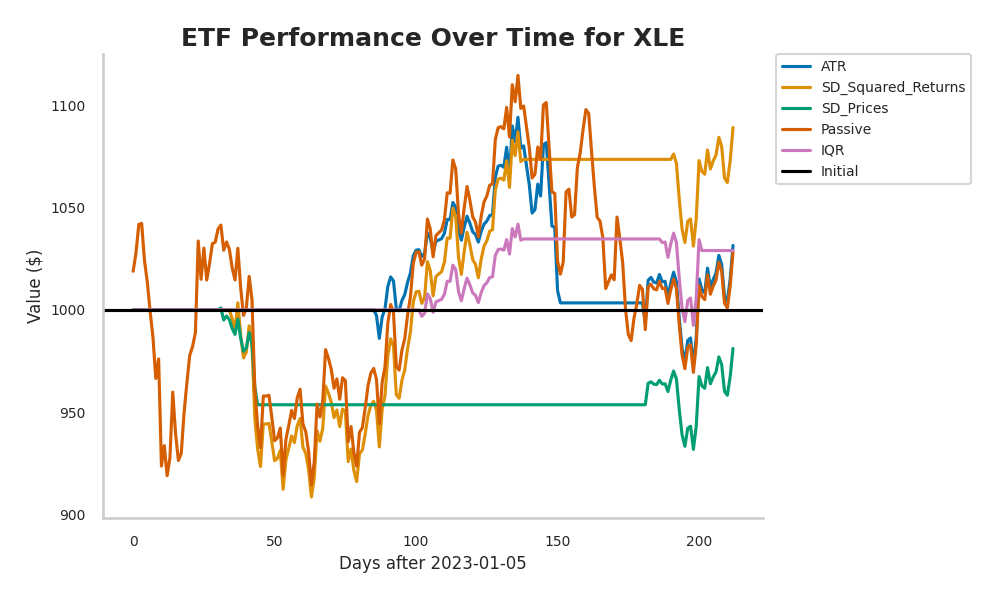 ETF Performance Over Time for XLE
ATR
SD_Squared_Returns
SD_Prices
Passive
IQR
Initial
Value ($)
1100
1050
1000
950
900
0 50 100 150 200
Days after 2023-01-05